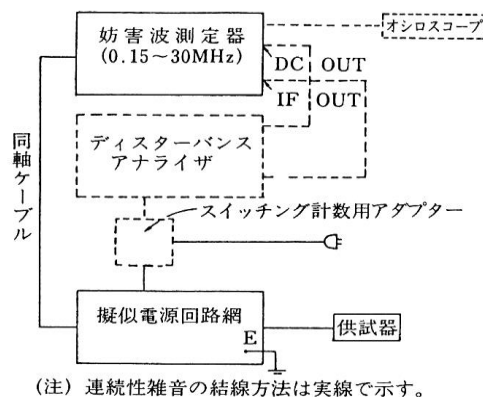 妨害波測定器
(0.15～30MHz)
オシロスコープ
DC OUT
IF OUT
ディスターバンス
アナライザ
同軸ケーブル
スイッチング計数用アダプター
擬似電源回路網
E
供試器
(注) 連続性雑音の結線方法は実線で示す。